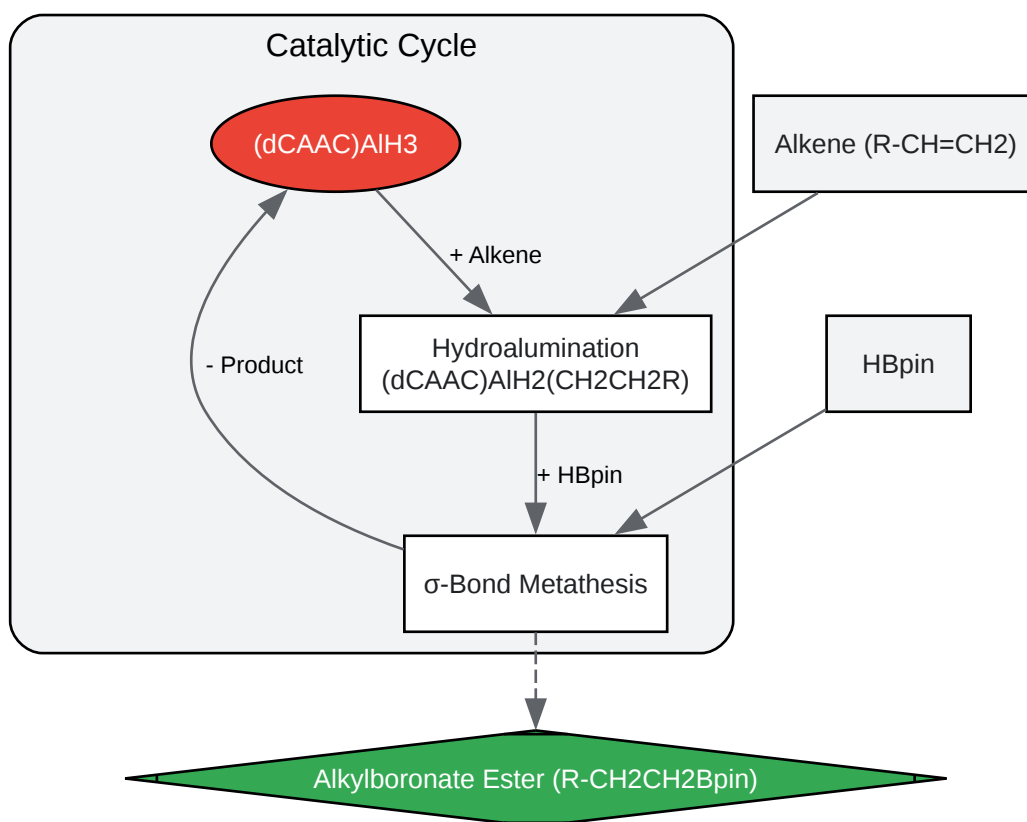 Catalytic Cycle
(dCAAC)AlH3
Alkene (R-CH=CH2)
+ Alkene
Hydroalumination
(dCAAC)AlH2(CH2CH2R)
HBpin
- Product
+ HBpin
σ-Bond Metathesis
Alkylboronate Ester (R-CH2CH2Bpin)